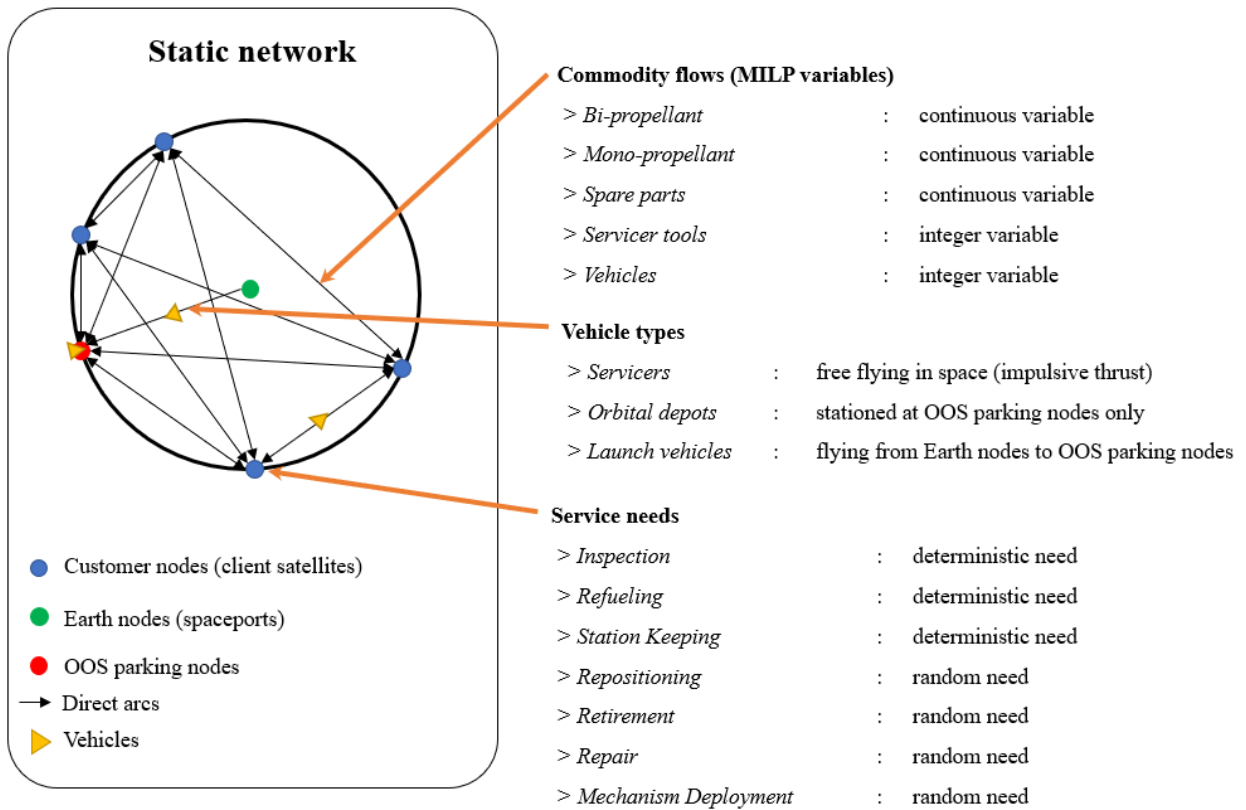 Static network
Customer nodes (client satellites)
Earth nodes (spaceports)
OOS parking nodes
Direct arcs
Vehicles
Commodity flows (MILP variables)
> Bi-propellant : continuous variable
> Mono-propellant : continuous variable
> Spare parts : continuous variable
> Servicer tools : integer variable
> Vehicles : integer variable
Vehicle types
> Servicers : free flying in space (impulsive thrust)
> Orbital depots : stationed at OOS parking nodes only
> Launch vehicles : flying from Earth nodes to OOS parking nodes
Service needs
> Inspection : deterministic need
> Refueling : deterministic need
> Station Keeping : deterministic need
> Repositioning : random need
> Retirement : random need
> Repair : random need
> Mechanism Deployment : random need